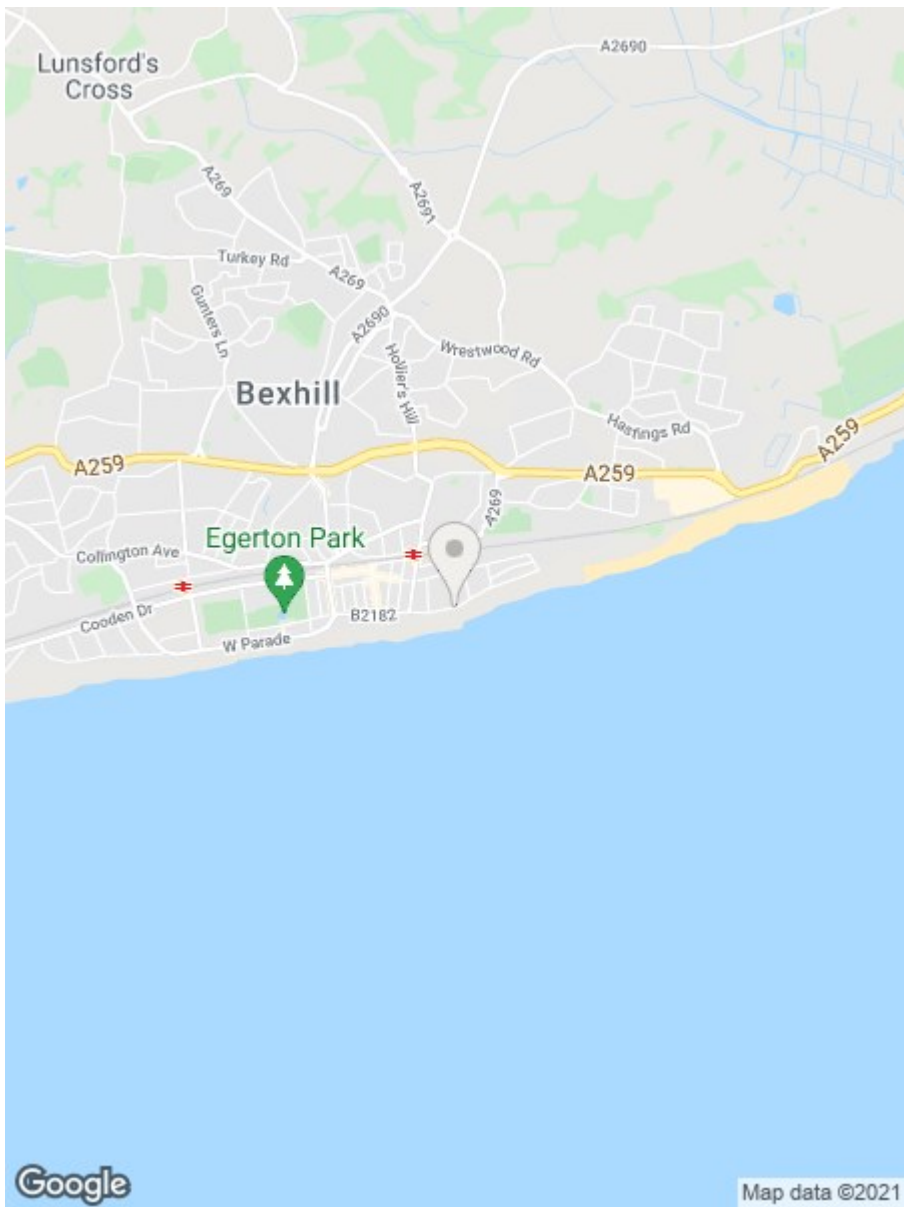 A2690
Lunsford's
Cross
A269
A2691
Turkey Rd
A269
Gunters Ln
A2690
Wrestwood Rd
Hollier's Hill
Bexhill
Hastings Rd
A259
A259
A259
A269
Egerton Park
Collington Ave
Cooden Dr
B2182
W Parade
Google
Map data ©2021